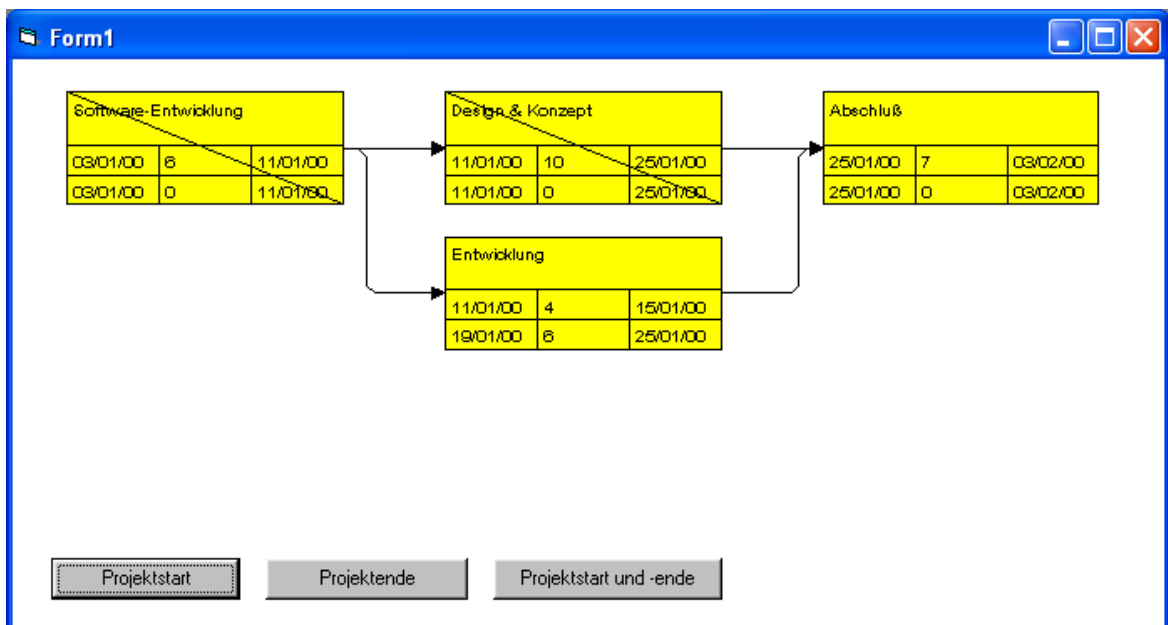 Form1
Software-Entwicklung
03/01/00 6 11/01/00
03/01/00 0 11/01/00
Design & Konzept
11/01/00 10 25/01/00
11/01/00 0 25/01/00
Abschluß
25/01/00 7 03/02/00
25/01/00 0 03/02/00
Entwicklung
11/01/00 4 15/01/00
19/01/00 6 25/01/00
Projektstart
Projektende
Projektstart und -ende